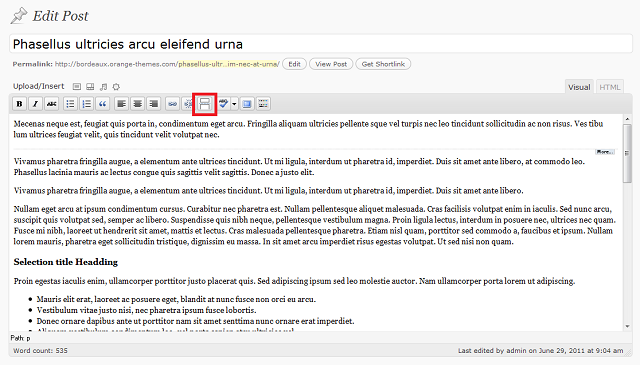 Edit Post
Phasellus ultricies arcu eleifend urna
Permalink: http://bordeaux.orange-themes.com/phasellus-ultr...im-nec-at-urna/ Edit View Post Get Shortlink
Upload/Insert Visual HTML
B I ABC ABC
Mecenas neque est, feugiat quis porta in, condimentum eget arcu. Fringilla aliquam ultricies pellente sque vel turpis nec leo tincidunt sollicitudin ac non risus. Ves tibu
lum ultrices feugiat velit, quis tincidunt velit volutpat nec.
More...
Vivamus pharetra fringilla augue, a elementum ante ultrices tincidunt. Ut mi ligula, interdum ut pharetra id, imperdiet. Duis sit amet ante libero, at commodo leo.
Phasellus lacinia mauris ac lectus congue quis sagittis velit sagittis. Donec a justo elit.
Vivamus pharetra fringilla augue, a elementum ante ultrices tincidunt. Ut mi ligula, interdum ut pharetra id, imperdiet. Duis sit amet ante libero.
Nullam eget arcu at ipsum condimentum cursus. Curabitur nec pharetra est. Nullam pellentesque aliquet malesuada. Cras facilisis volutpat enim in iaculis. Sed nunc arcu,
suscipit quis volutpat sed, semper ac libero. Suspendisse quis nibh neque, pellentesque vestibulum magna. Proin ligula lectus, interdum in posuere nec, ultrices nec quam.
Fusce mi nibh, laoreet ut hendrerit sit amet, mattis et lectus. Cras malesuada pellentesque pharetra. Etiam nisl quam, porttitor sed commodo a, faucibus et ipsum. Nullam
lorem mauris, pharetra eget sollicitudin tristique, dignissim eu massa. In sit amet arcu imperdiet risus egestas volutpat. Ut sed nisi non quam.
Selection title Heading
Proin egestas iaculis enim, ullamcorper porttitor justo placerat quis. Sed adipiscing ipsum sed leo molestie auctor. Nam ullamcorper porta lorem ut adipiscing.
Mauris elit erat, laoreet ac posuere eget, blandit at nunc fusce non orci eu arcu.
Vestibulum vitae justo nisi, nec pharetra ipsum fusce lobortis.
Donec ornare dapibus ante ut porttitor nam sit amet senttima nunc ornare erat imperdiet.
Path: p
Word count: 535 Last edited by admin on June 29, 2011 at 9:04 am